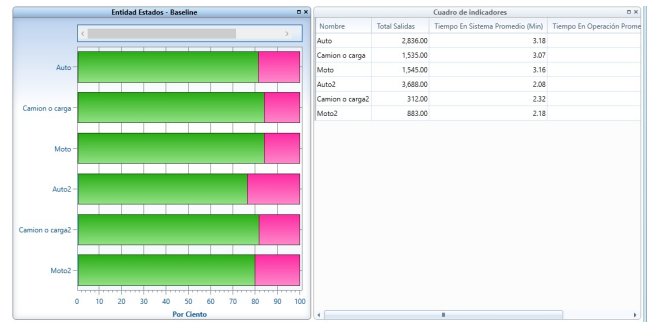 Entidad Estados - Baseline
Auto
Camion o carga
Moto
Auto2
Camion o carga2
Moto2
0 10 20 30 40 50 60 70 80 90 100
Por Ciento
Cuadro de indicadores
Nombre Total Salidas Tiempo En Sistema Promedio (Min) Tiempo En Operación Prome
Auto 2,836.00 3.18
Camion o carga 1,535.00 3.07
Moto 1,545.00 3.16
Auto2 3,688.00 2.08
Camion o carga2 312.00 2.32
Moto2 883.00 2.18